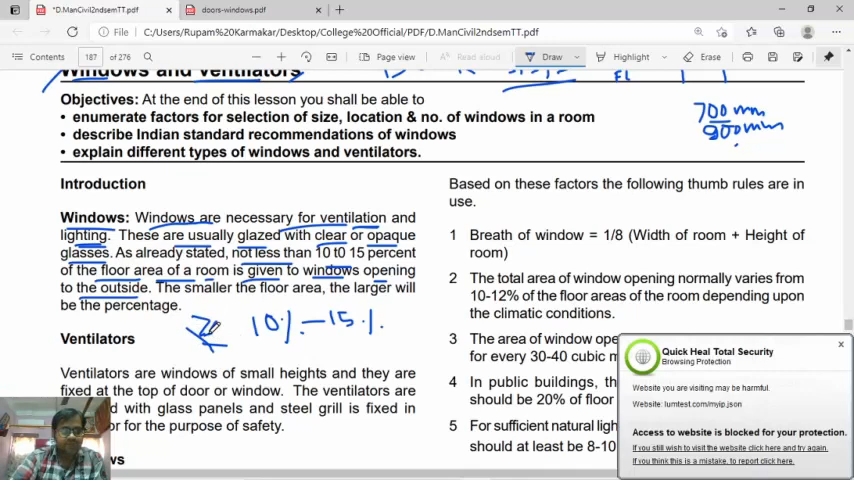 *D.ManCivil2ndsemTT.pdf
doors-windows.pdf
File
C:/Users/Rupam%20Karmakar/Desktop/College%20Official/PDF/D.ManCivil2ndsemTT.pdf
Contents
187
of 276
Page view
Read aloud
Draw
Highlight
Erase
Windows and ventilators
FL
700 mm
900 mm
Objectives: At the end of this lesson you shall be able to
• enumerate factors for selection of size, location & no. of windows in a room
• describe Indian standard recommendations of windows
• explain different types of windows and ventilators.
Introduction
Windows: Windows are necessary for ventilation and
lighting. These are usually glazed with clear or opaque
glasses. As already stated, not less than 10 to 15 percent
of the floor area of a room is given to windows opening
to the outside. The smaller the floor area, the larger will
be the percentage.
10% – 15%.
Ventilators
Ventilators are windows of small heights and they are
fixed at the top of door or window. The ventilators are
with glass panels and steel grill is fixed in
or for the purpose of safety.
Based on these factors the following thumb rules are in
use.
1 Breath of window = 1/8 (Width of room + Height of
room)
2 The total area of window opening normally varies from
10-12% of the floor areas of the room depending upon
the climatic conditions.
3 The area of window ope
for every 30-40 cubic m
4 In public buildings, th
should be 20% of floor
5 For sufficient natural ligh
should at least be 8-10
Quick Heal Total Security
Browsing Protection
x
Website you are visiting may be harmful.
Website: lumtest.com/myip.json
Access to website is blocked for your protection.
If you still wish to visit the website click here and try again.
If you think this is a mistake, to report click here.